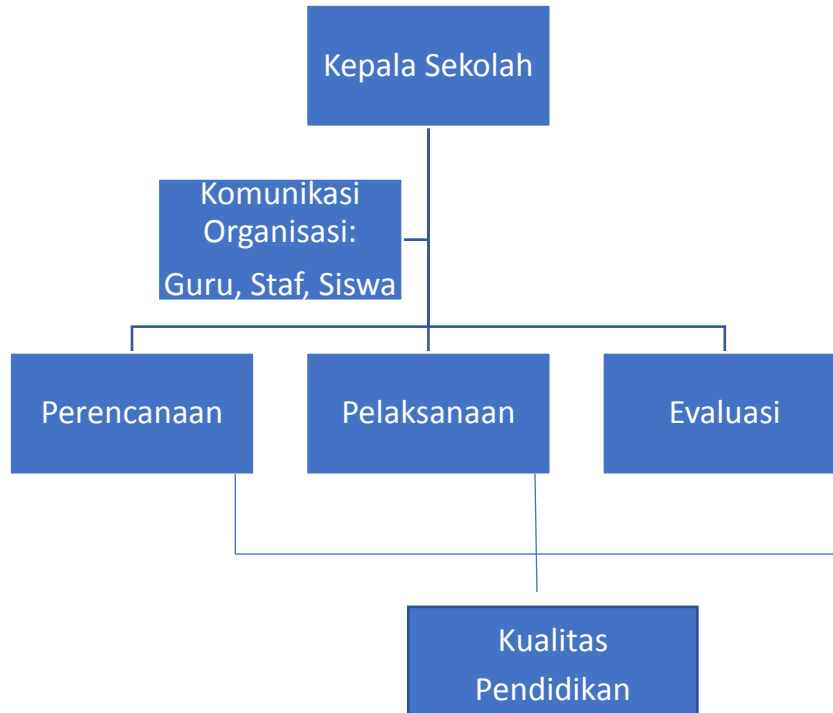 Kepala Sekolah
Komunikasi
Organisasi:
Guru, Staf, Siswa
Perencanaan
Pelaksanaan
Evaluasi
Kualitas
Pendidikan